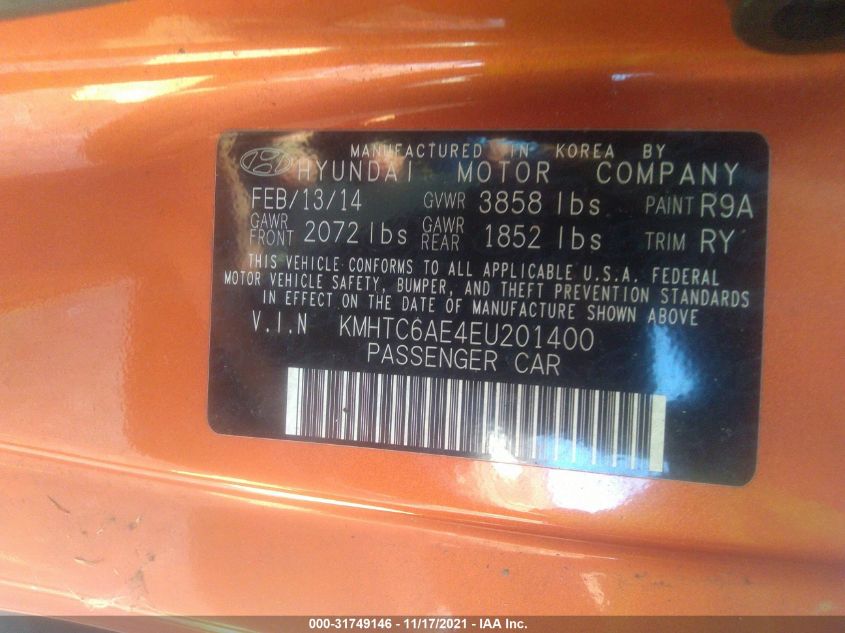 MANUFACTURED IN KOREA BY
HYUNDAI MOTOR COMPANY
FEB/13/14 GVWR 3858 lbs PAINT R9A
GAWR FRONT 2072 lbs GAWR REAR 1852 lbs TRIM RY
THIS VEHICLE CONFORMS TO ALL APPLICABLE U.S.A. FEDERAL
MOTOR VEHICLE SAFETY, BUMPER, AND THEFT PREVENTION STANDARDS
IN EFFECT ON THE DATE OF MANUFACTURE SHOWN ABOVE.
V.I.N KMHTC6AE4EU201400
PASSENGER CAR
000-31749146 - 11/17/2021 - IAA Inc.